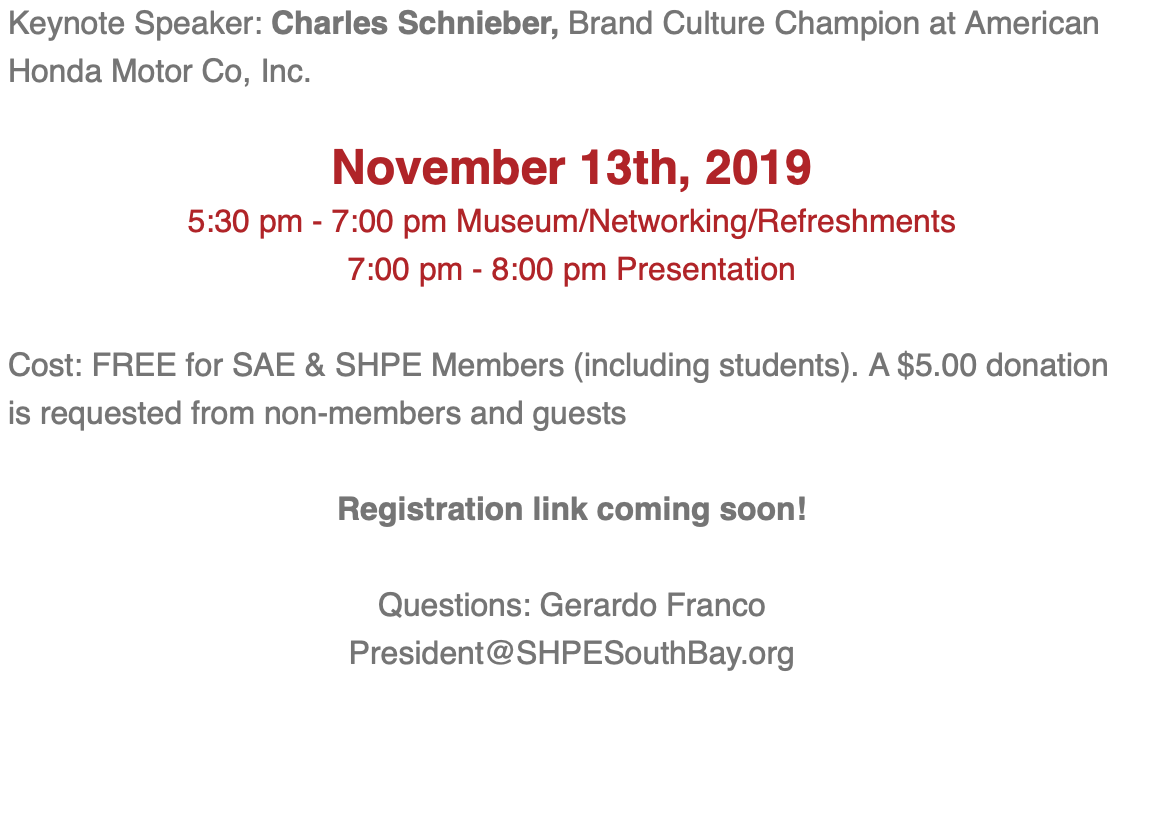 Keynote Speaker: Charles Schnieber, Brand Culture Champion at American
Honda Motor Co, Inc.
November 13th, 2019
5:30 pm - 7:00 pm Museum/Networking/Refreshments
7:00 pm - 8:00 pm Presentation
Cost: FREE for SAE & SHPE Members (including students). A $5.00 donation
is requested from non-members and guests
Registration link coming soon!
Questions: Gerardo Franco
President@SHPESouthBay.org